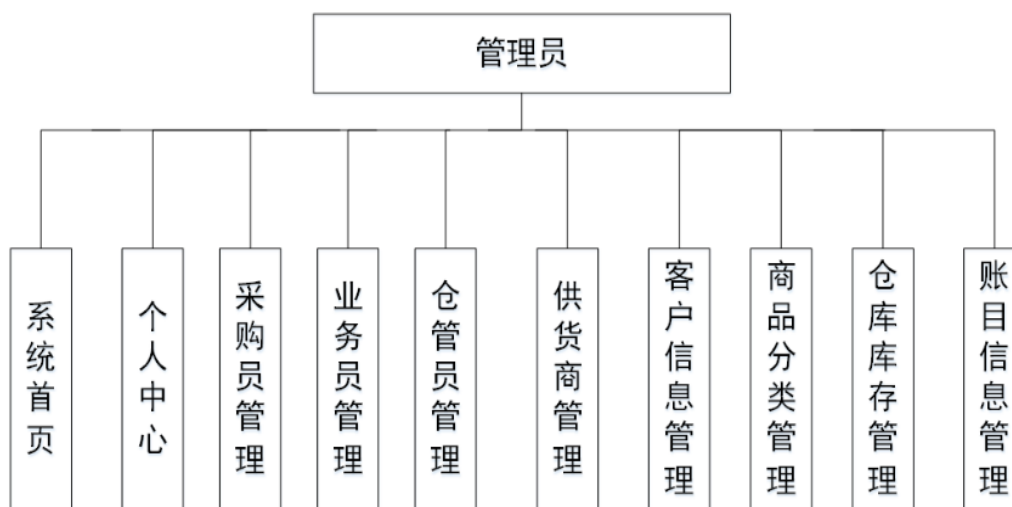 管理员
系统首页
个人中心
采购员管理
业务员管理
仓管员管理
供货商管理
客户信息管理
商品分类管理
仓库库存管理
账目信息管理